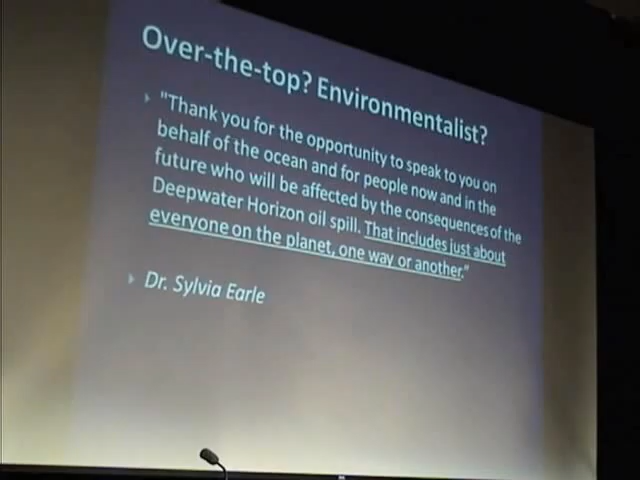 Over-the-top? Environmentalist?
"Thank you for the opportunity to speak to you on
behalf of the ocean and for people now and in the
future who will be affected by the consequences of the
Deepwater Horizon oil spill. That includes just about
everyone on the planet, one way or another."
Dr. Sylvia Earle